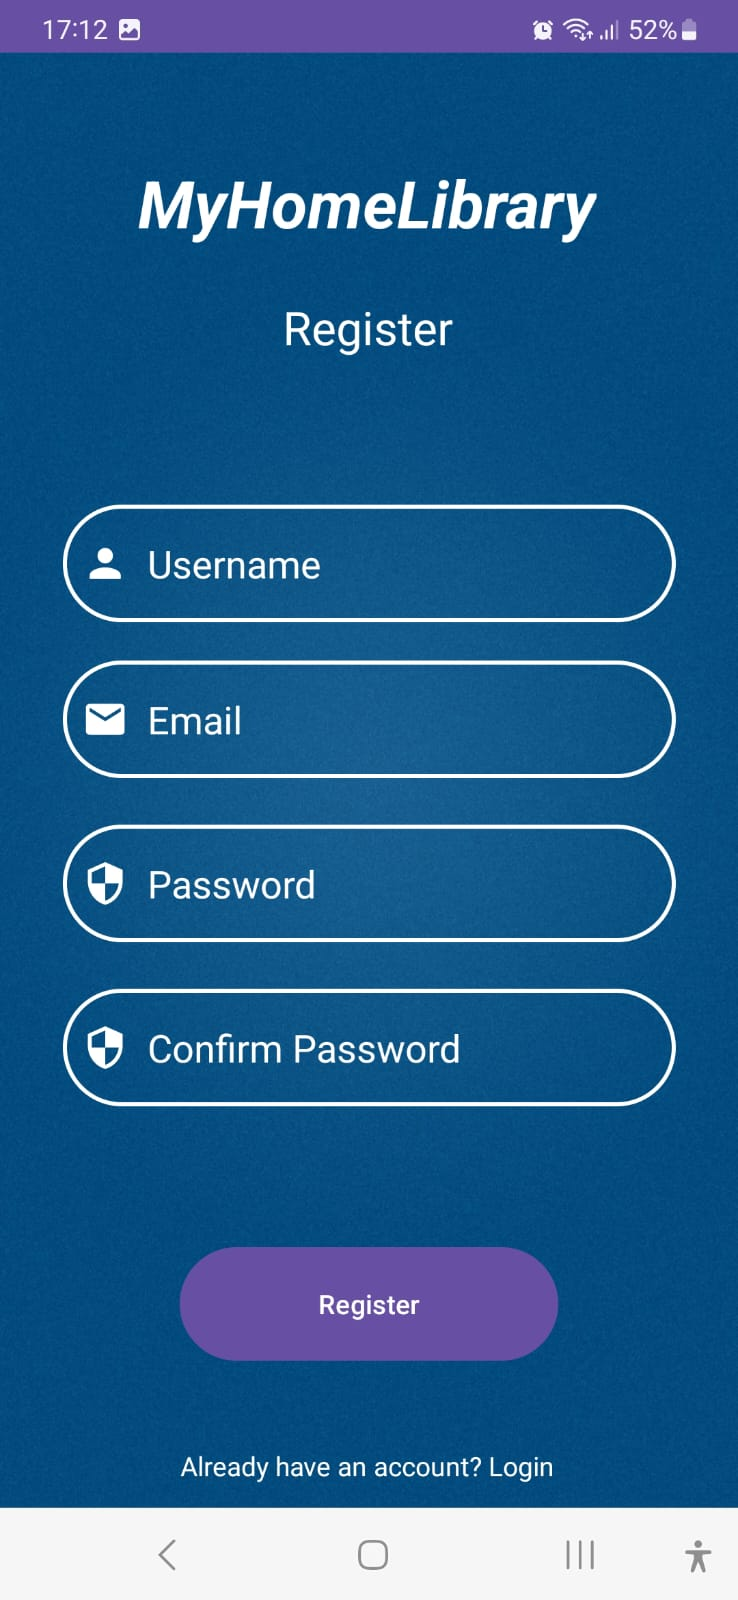 17:12 52%
MyHomeLibrary
Register
Username
Email
Password
Confirm Password
Register
Already have an account? Login